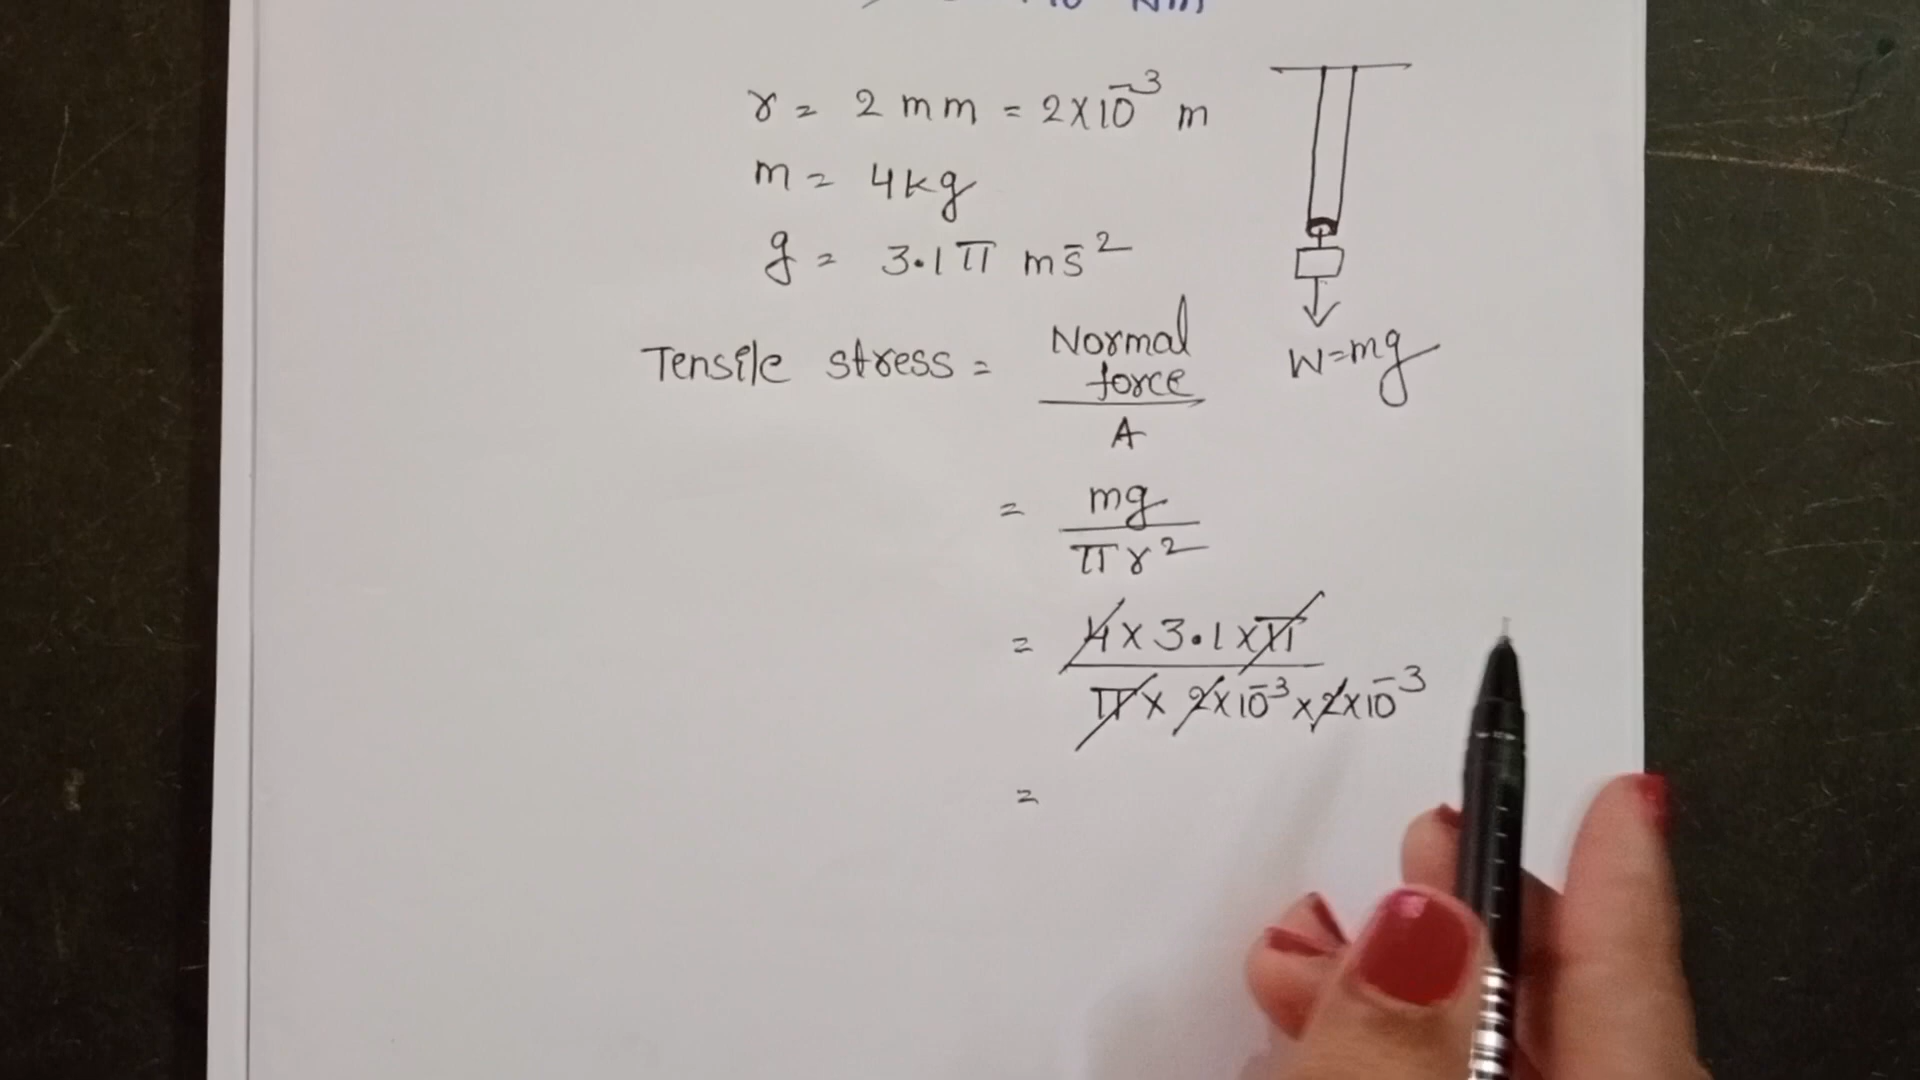 r = 2 mm = 2×10⁻³ m
m = 4kg
g = 3.1π ms⁻²
Tensile stress = Normal force / A
W=mg
= mg / πr²
= 4×3.1×π / π×2×10⁻³×2×10⁻³
=